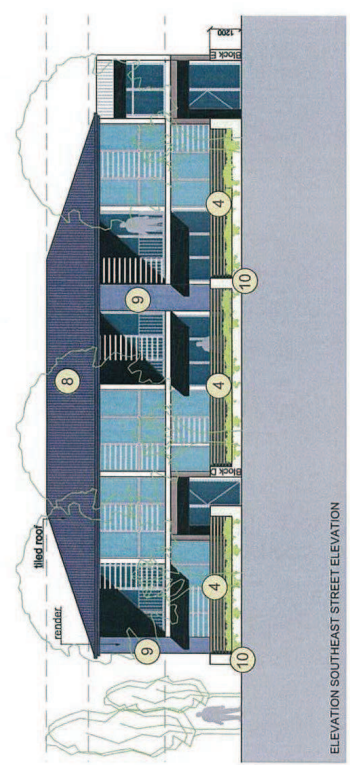 tiled roof
render
8
9
9
4
4
4
10
10
Block D
Block E
1200
ELEVATION SOUTHEAST STREET ELEVATION